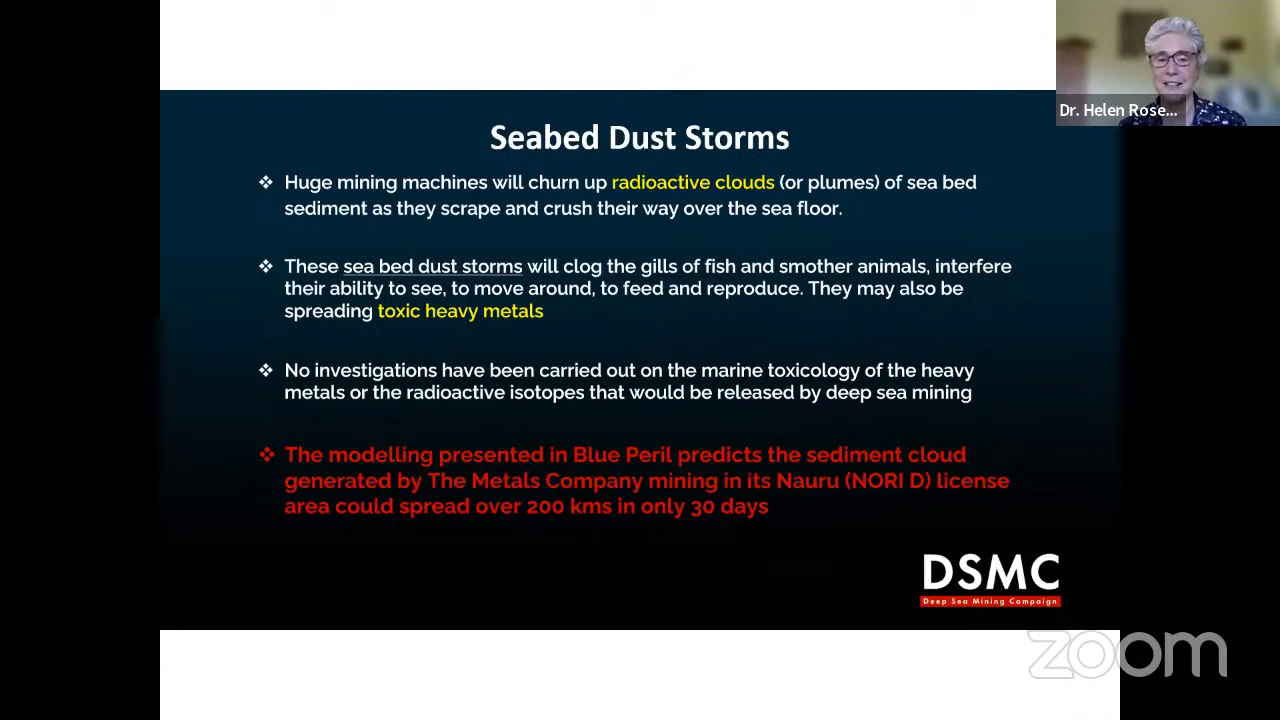 Dr. Helen Rose...
Seabed Dust Storms
❖ Huge mining machines will churn up radioactive clouds (or plumes) of sea bed
sediment as they scrape and crush their way over the sea floor.
❖ These sea bed dust storms will clog the gills of fish and smother animals, interfere
their ability to see, to move around, to feed and reproduce. They may also be
spreading toxic heavy metals
❖ No investigations have been carried out on the marine toxicology of the heavy
metals or the radioactive isotopes that would be released by deep sea mining
❖ The modelling presented in Blue Peril predicts the sediment cloud
generated by The Metals Company mining in its Nauru (NORI D) license
area could spread over 200 kms in only 30 days
DSMC
Deep Sea Mining Campaign
zoom